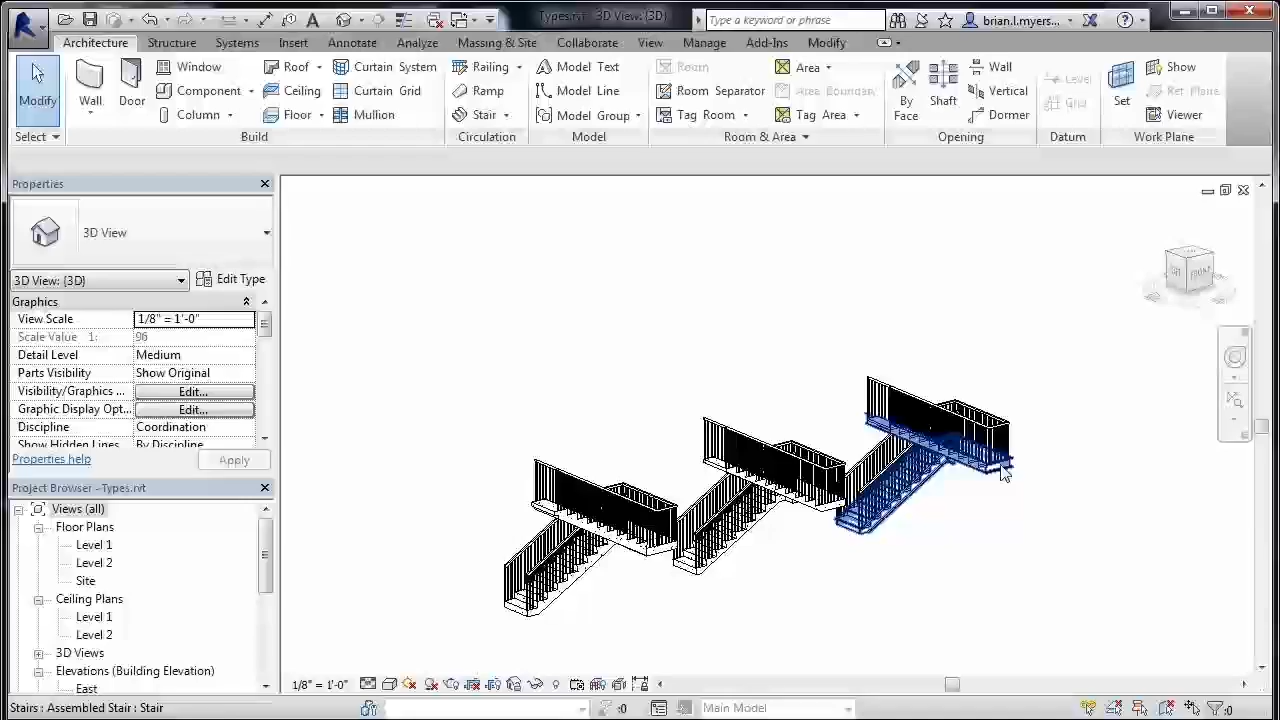 Types.rvt - 3D View: {3D}
Type a keyword or phrase
brian.l.myers...
Architecture Structure Systems Insert Annotate Analyze Massing & Site Collaborate View Manage Add-Ins Modify
Modify
Select
Wall
Door
Window
Component
Column
Roof
Ceiling
Floor
Curtain System
Curtain Grid
Mullion
Build
Railing
Ramp
Stair
Circulation
Model Text
Model Line
Model Group
Model
Room
Room Separator
Tag Room
Area
Area Boundary
Tag Area
Room & Area
By
Face
Shaft
Wall
Vertical
Dormer
Opening
Level
Grid
Datum
Set
Show
Ref Plane
Viewer
Work Plane
Properties
3D View
3D View: {3D}
Edit Type
Graphics
View Scale 1/8" = 1'-0"
Scale Value 1: 96
Detail Level Medium
Parts Visibility Show Original
Visibility/Graphics ... Edit...
Graphic Display Opt... Edit...
Discipline Coordination
Show Hidden Lines By Discipline
Properties help
Apply
Project Browser - Types.rvt
Views (all)
Floor Plans
Level 1
Level 2
Site
Ceiling Plans
Level 1
Level 2
3D Views
Elevations (Building Elevation)
East
FRONT
1/8" = 1'-0"
Stairs : Assembled Stair : Stair
:0
Main Model
:0